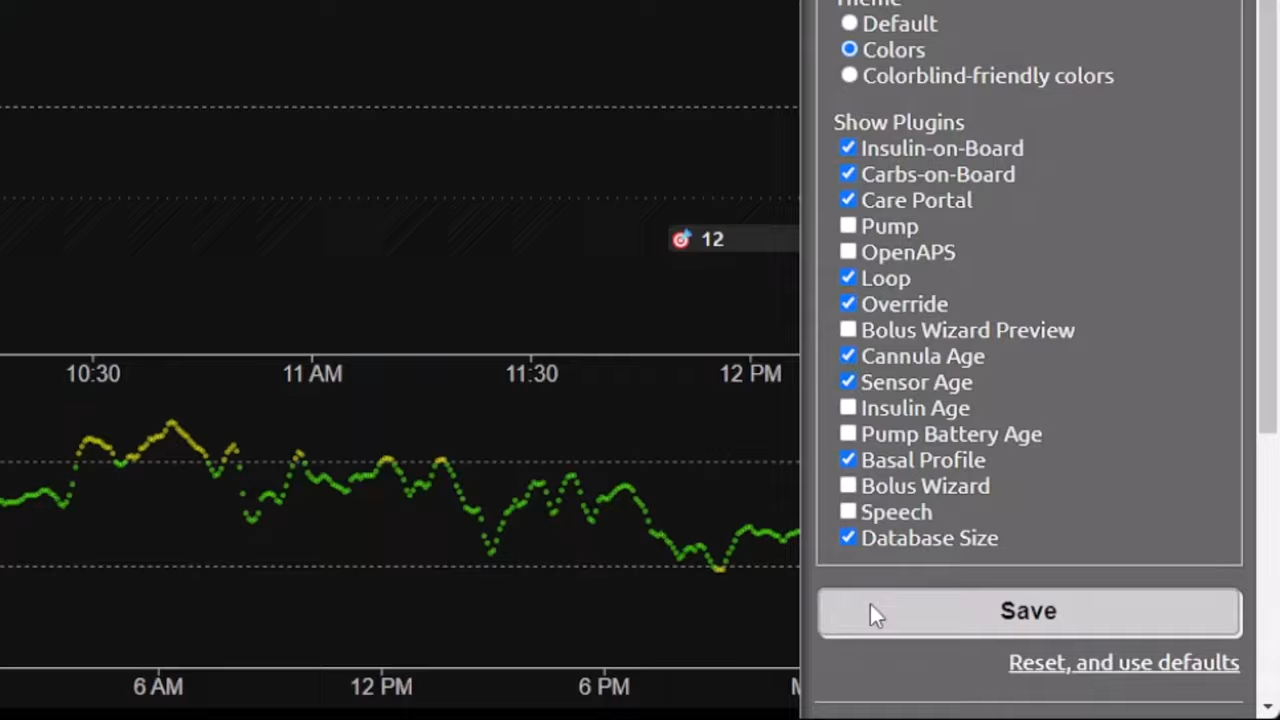 Theme
Default
Colors
Colorblind-friendly colors
Show Plugins
Insulin-on-Board
Carbs-on-Board
Care Portal
Pump
OpenAPS
Loop
Override
Bolus Wizard Preview
Cannula Age
Sensor Age
Insulin Age
Pump Battery Age
Basal Profile
Bolus Wizard
Speech
Database Size
Save
Reset, and use defaults
12
10:30
11 AM
11:30
12 PM
6 AM
12 PM
6 PM